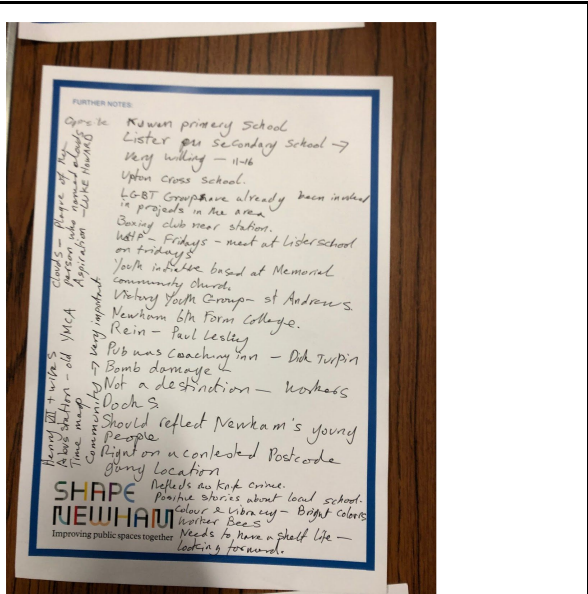 FURTHER NOTES:
Opposite Kuwen primary School
Lister secondary school →
Very willing — 11-16
Upton Cross school.
LGBT Group have already been involved
in projects in the area
Boxing club near station.
— Fridays — meet at Lister school
on fridays
Youth initiative based at Memorial
community church.
Victory Youth Group — St Andrews.
Newham 6th Form College.
Rein — Paul Lesley
Pub was Coaching inn — Dick Turpin
Bomb damage —
Not a destination — workers
Docks
Should reflect Newham's young
people
Right on a contested Postcode
gang location
Reflects no knife crime.
Positive stories about local school.
Colour & vibrancy — Bright colours
Worker Bees
Needs to have a shelf life —
looking forward.
Henry VIII + wives
A bus station — old YMCA
Time map
Community → very important
clouds — Plaque of the
person who named clouds
Aspiration — LUKE HOWARD
SHAPE
NEWHAM
Improving public spaces together